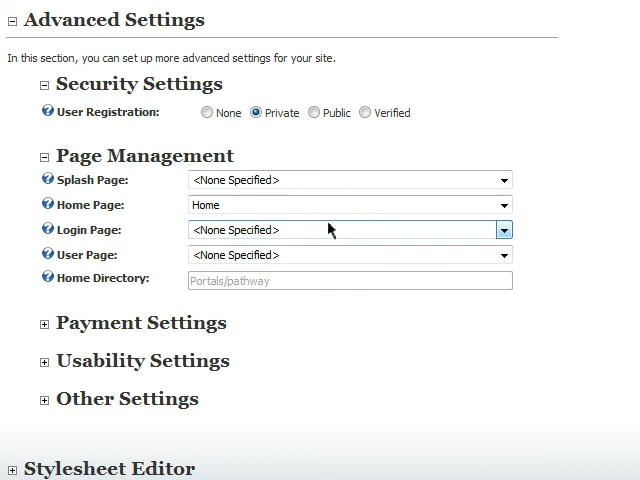 Advanced Settings
In this section, you can set up more advanced settings for your site.
Security Settings
User Registration: None Private Public Verified
Page Management
Splash Page: <None Specified>
Home Page: Home
Login Page: <None Specified>
User Page: <None Specified>
Home Directory: Portals/pathway
Payment Settings
Usability Settings
Other Settings
Stylesheet Editor